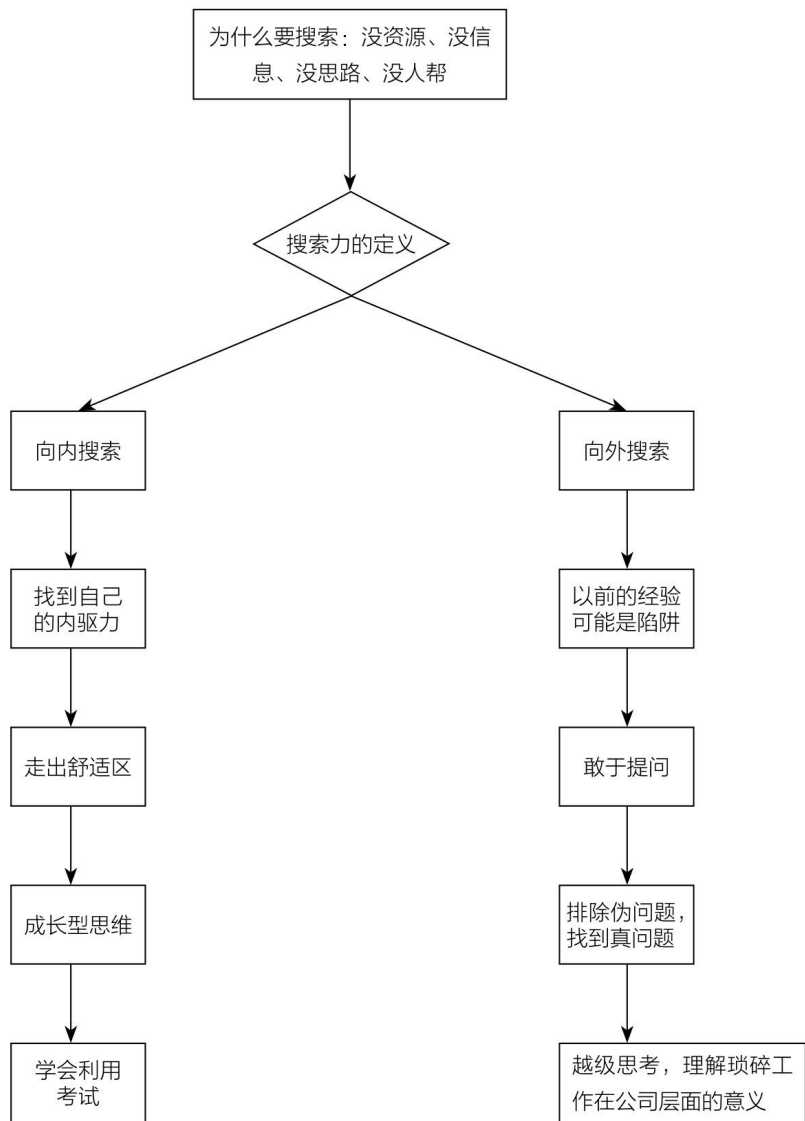 为什么要搜索：没资源、没信
息、没思路、没人帮
搜索力的定义
向内搜索
向外搜索
找到自己
的内驱力
以前的经验
可能是陷阱
走出舒适区
敢于提问
成长型思维
排除伪问题，
找到真问题
学会利用
考试
越级思考，理解琐碎工
作在公司层面的意义